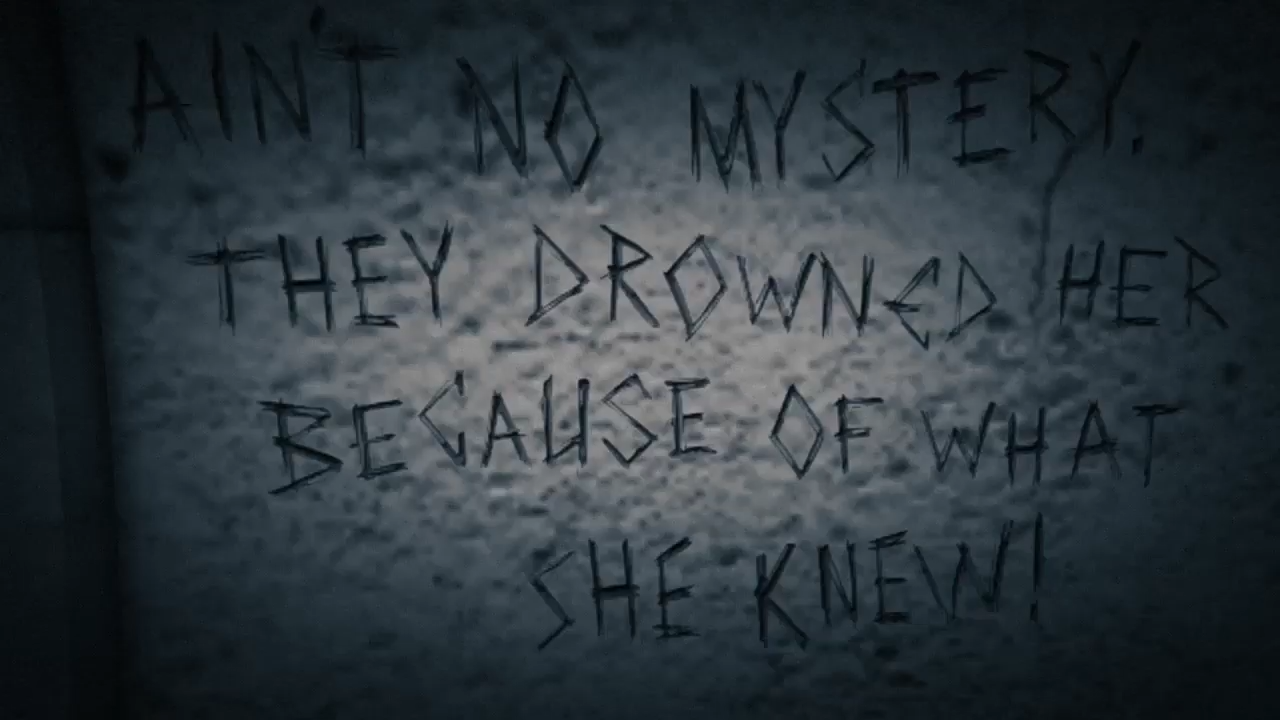 AIN'T NO MYSTERY.
THEY DROWNED HER
BECAUSE OF WHAT
SHE KNEW!